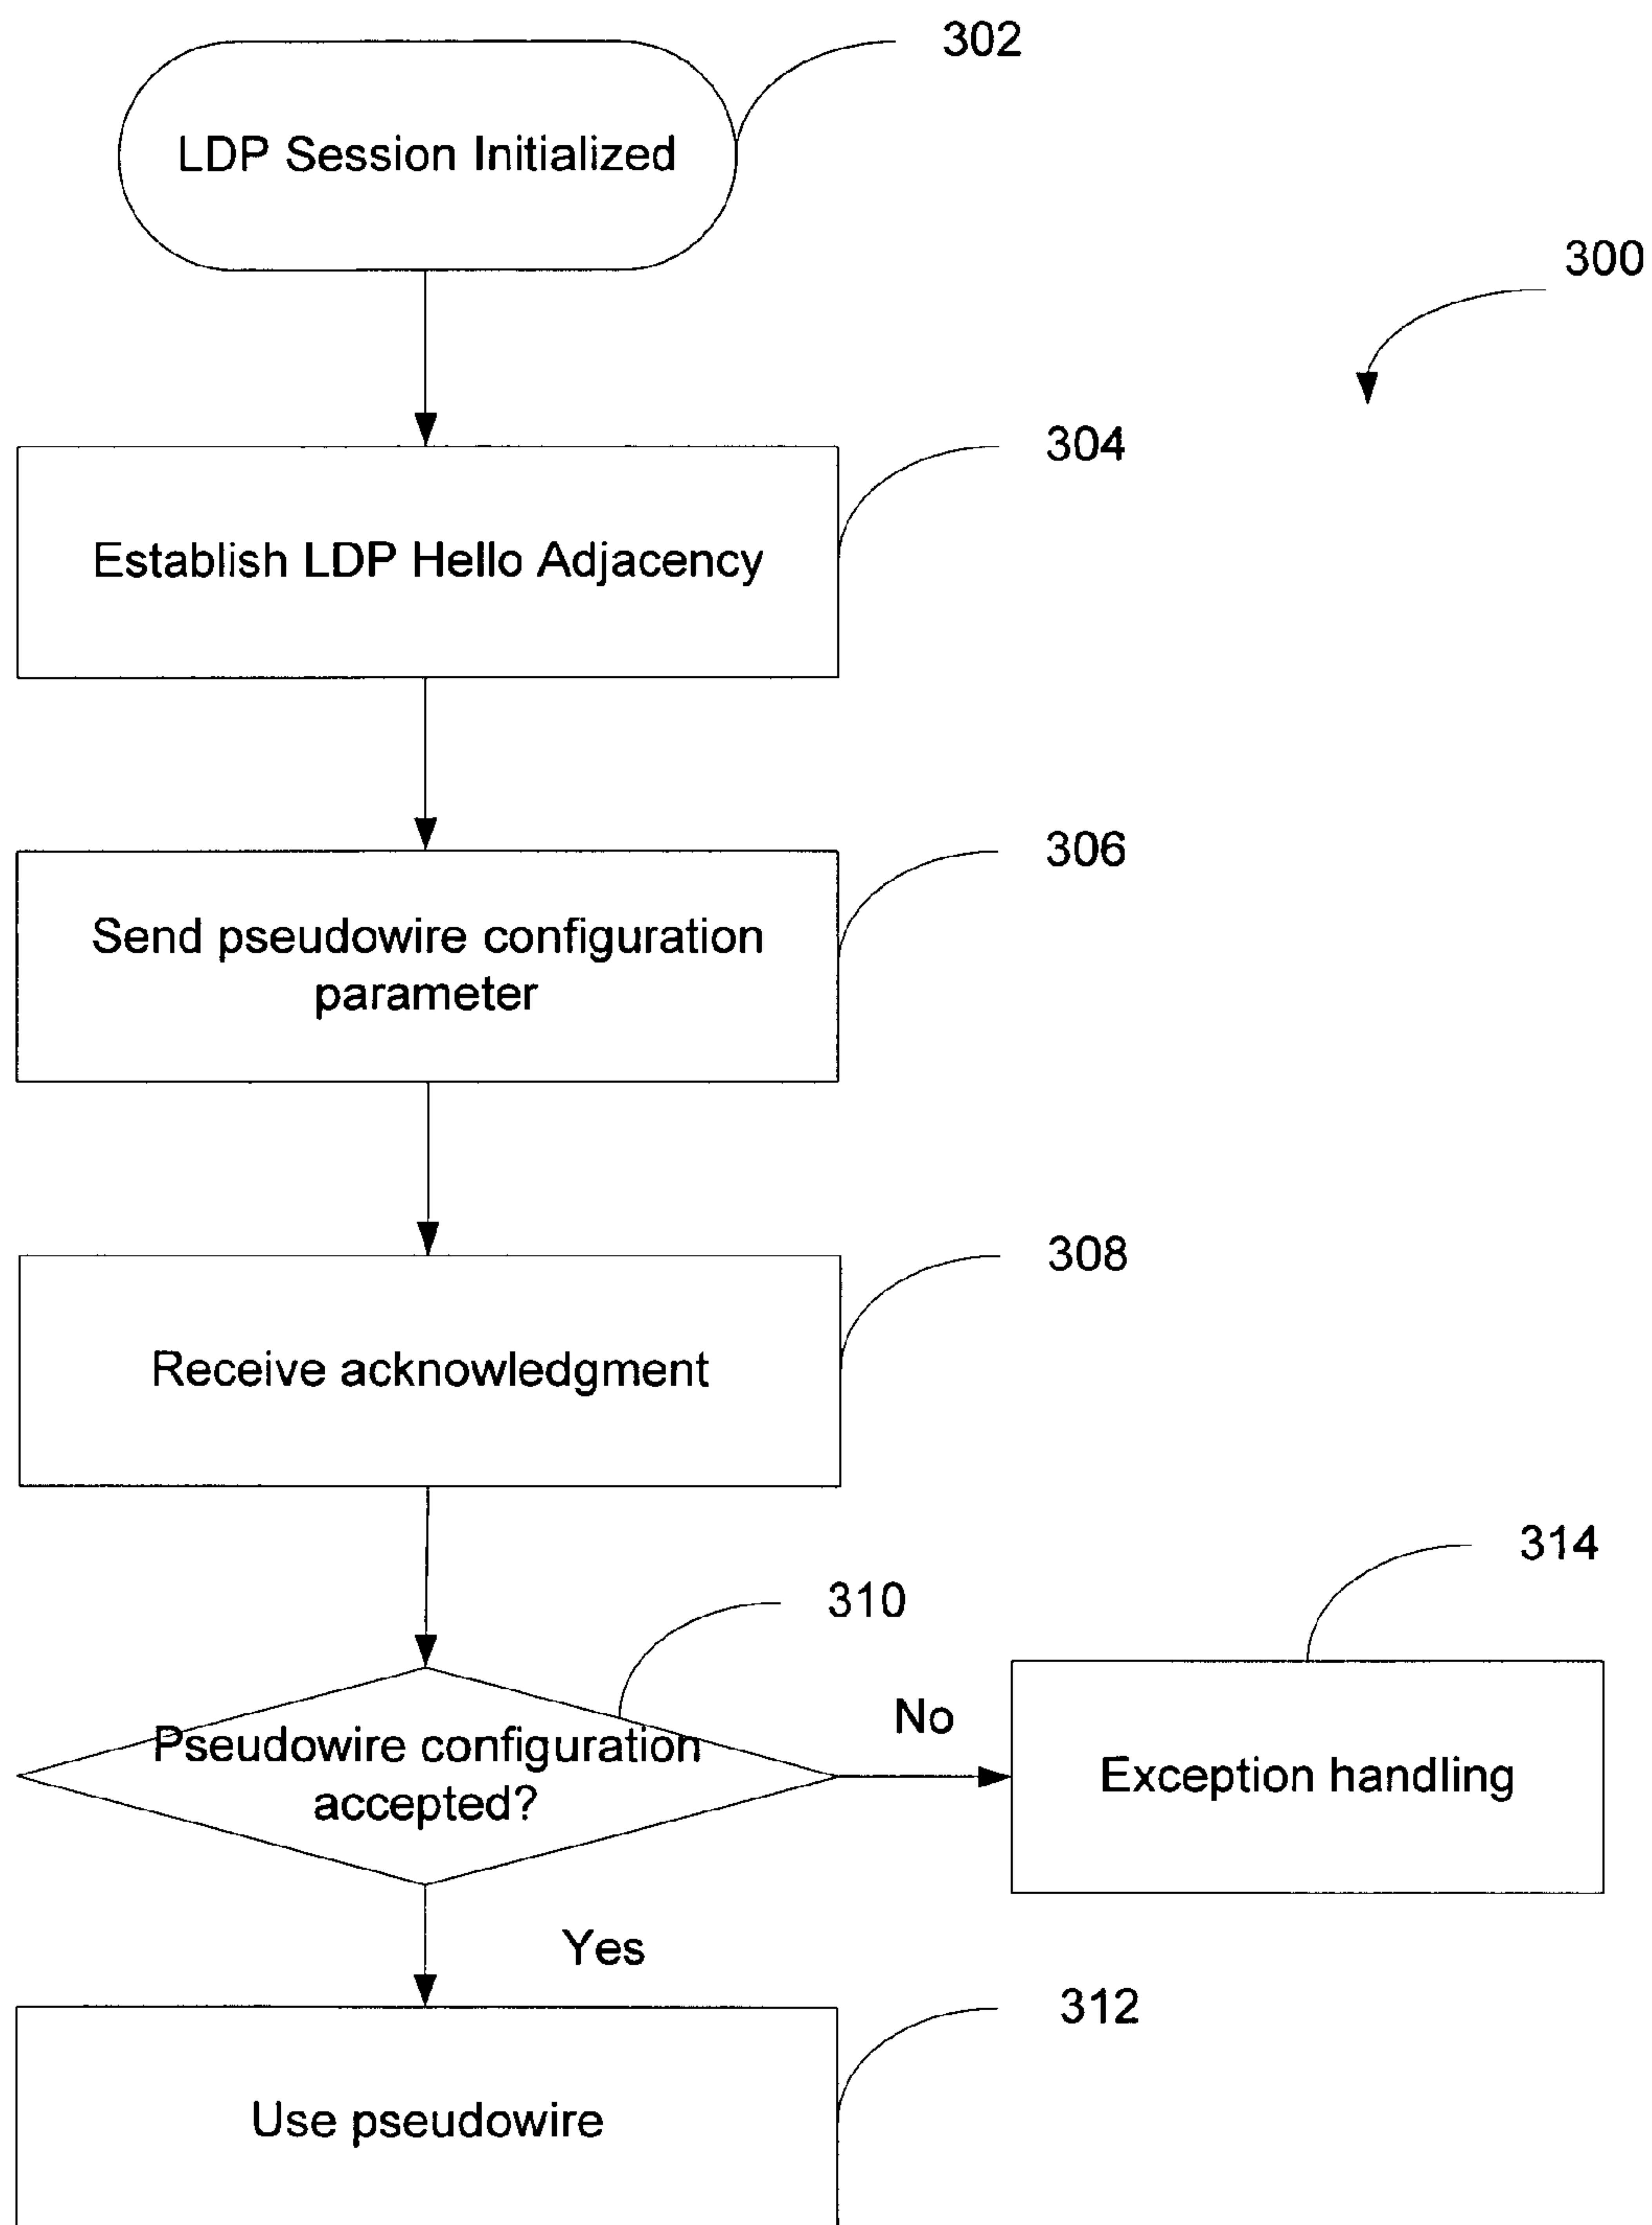 302
LDP Session Initialized
300
304
Establish LDP Hello Adjacency
306
Send pseudowire configuration
parameter
308
Receive acknowledgment
314
310
No
Pseudowire configuration
accepted?
Exception handling
Yes
312
Use pseudowire